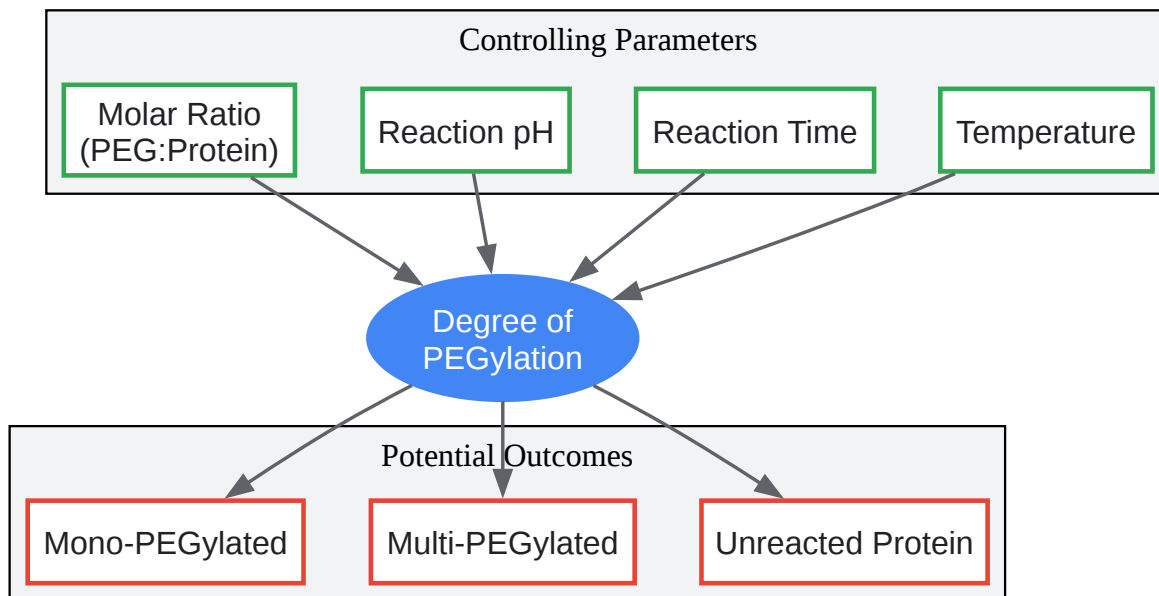 Controlling Parameters
Molar Ratio
(PEG:Protein)
Reaction pH
Reaction Time
Temperature
Degree of
PEGylation
Potential Outcomes
Mono-PEGylated
Multi-PEGylated
Unreacted Protein